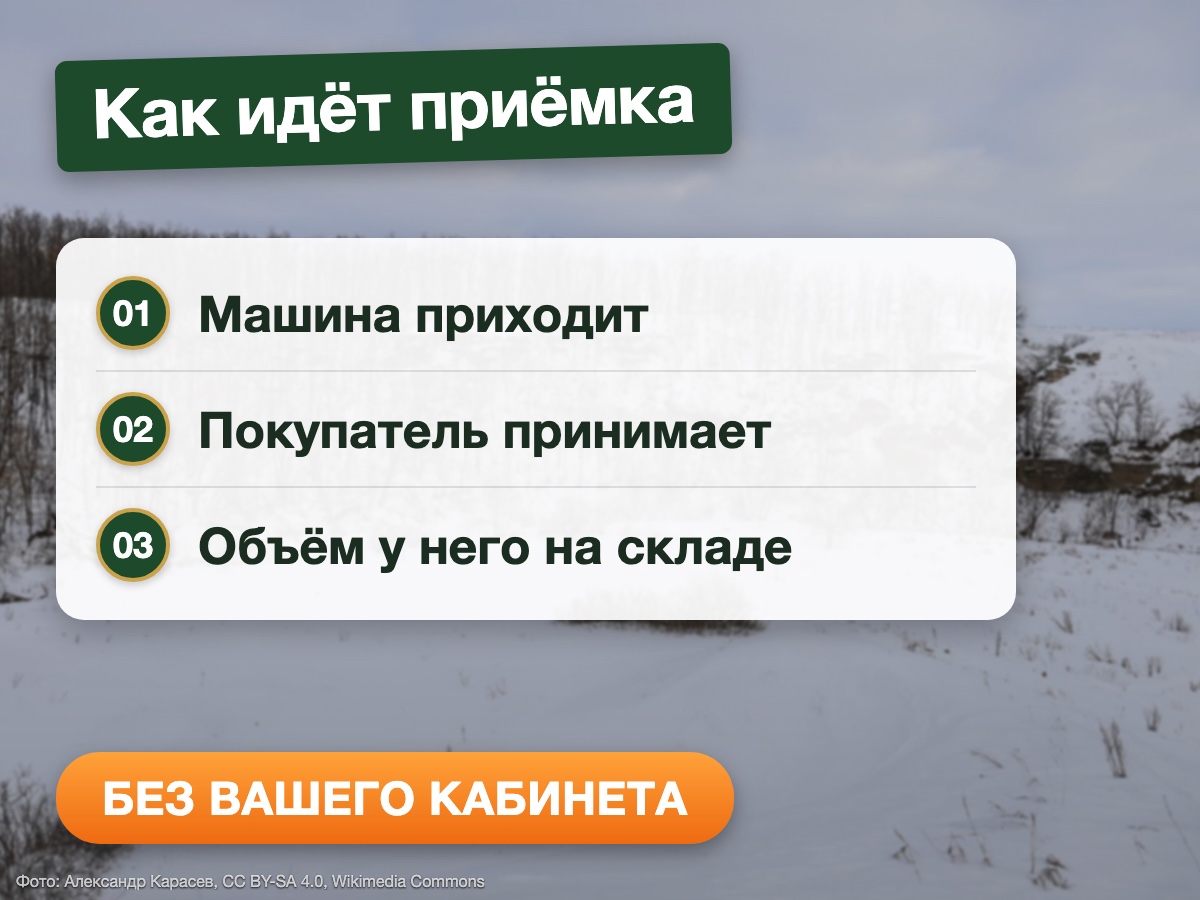 Как идёт приёмка
01 Машина приходит
02 Покупатель принимает
03 Объём у него на складе
БЕЗ ВАШЕГО КАБИНЕТА
Фото: Александр Карасев, CC BY-SA 4.0, Wikimedia Commons